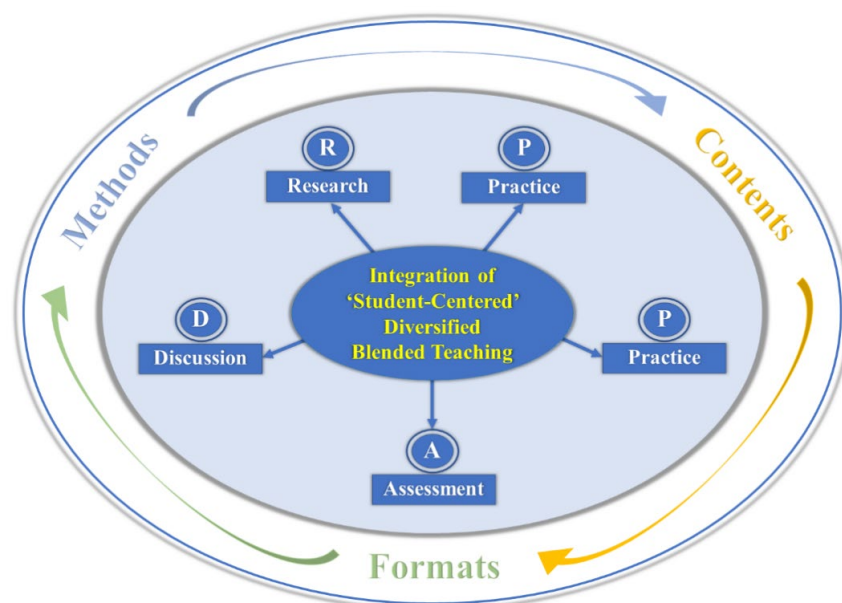 Methods
Contents
R
Research
P
Practice
Integration of
‘Student-Centered’
Diversified
Blended Teaching
D
Discussion
P
Practice
A
Assessment
Formats